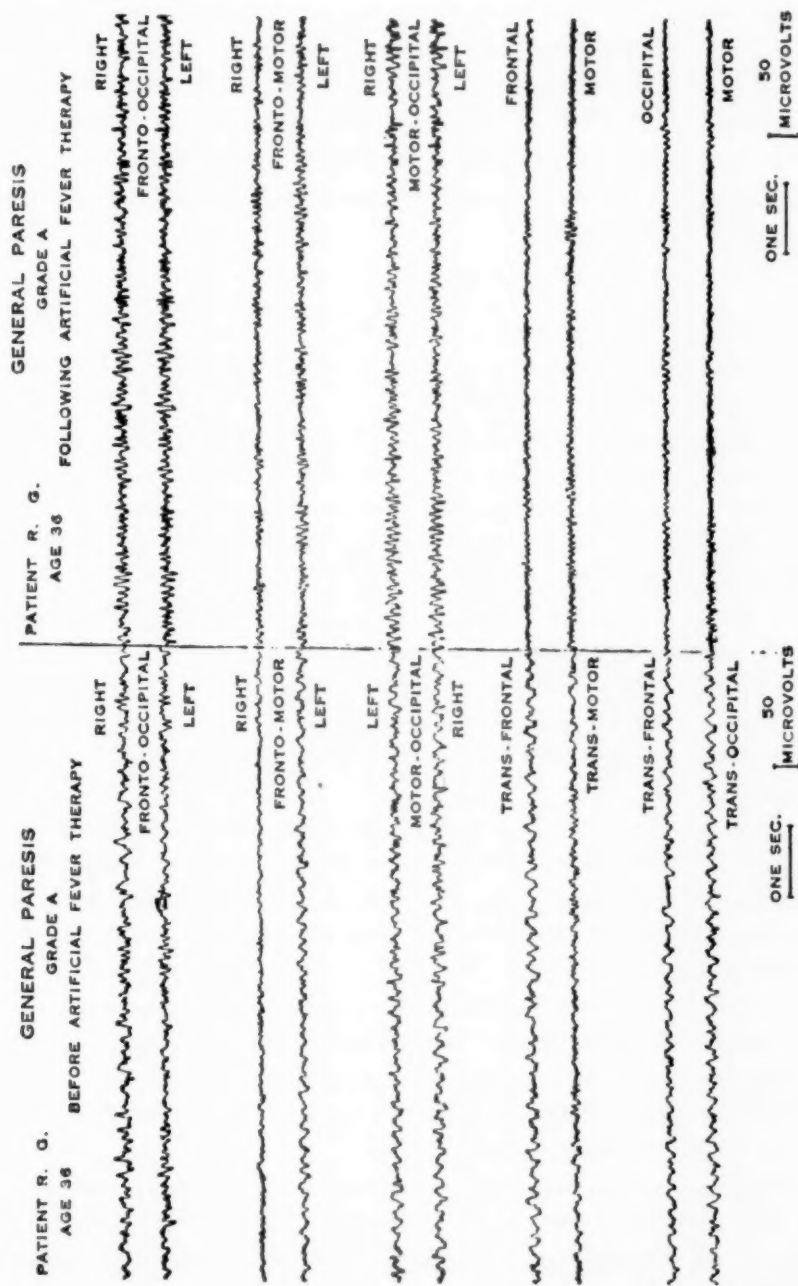 PATIENT R. G.
AGE 36
GENERAL PARESIS
GRADE A
BEFORE ARTIFICIAL FEVER THERAPY
RIGHT
FRONTO-OCCIPITAL
LEFT
RIGHT
FRONTO-MOTOR
LEFT
LEFT
MOTOR-OCCIPITAL
RIGHT
TRANS-FRONTAL
TRANS-MOTOR
TRANS-FRONTAL
TRANS-OCCIPITAL
ONE SEC.
50
MICROVOLTS
PATIENT R. G.
AGE 36
GENERAL PARESIS
GRADE A
FOLLOWING ARTIFICIAL FEVER THERAPY
RIGHT
FRONTO-OCCIPITAL
LEFT
RIGHT
FRONTO-MOTOR
LEFT
RIGHT
MOTOR-OCCIPITAL
LEFT
FRONTAL
MOTOR
OCCIPITAL
MOTOR
ONE SEC.
50
MICROVOLTS